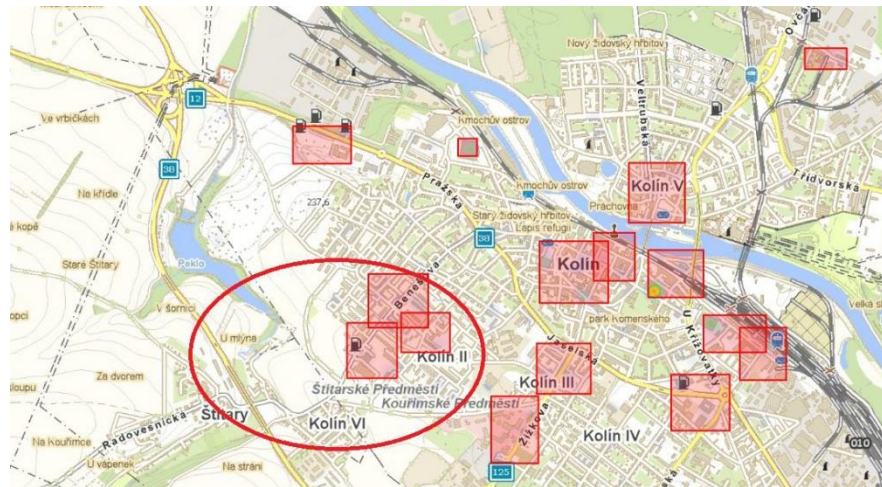 Nový židovský hřbitov
Ovčá
12
Ve vrbičkách
Veltrubská
Kmochův ostrov
38
Na křídle
Třídvorská
Pražská
Kolín V
237,6
Kmochův ostrov
Práchovna
Starý židovský hřbitov
Lapis refugii
38
Staré Štítary
Peklo
Kolín
Benešova
V šornici
park Komenského
U Křižovatky
U mlýna
Jaselská
Kolín II
Za dvorem
Kolín III
Štítarské Předměstí
Kouřimské Předměstí
Štítary
Radovesnická
Kolín VI
Žižkova
Kolín IV
Na Kouřimce
010
U vápenek
Na stráni
125